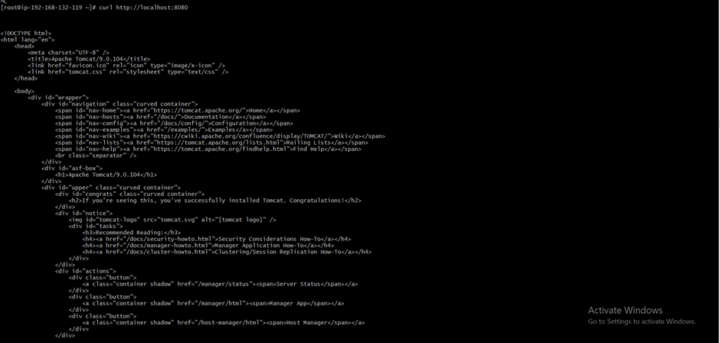 ^C
[root@ip-192-168-132-119 ~]# curl http://localhost:8080
<!DOCTYPE html>
<html lang="en">
    <head>
        <meta charset="UTF-8" />
        <title>Apache Tomcat/9.0.104</title>
        <link href="favicon.ico" rel="icon" type="image/x-icon" />
        <link href="tomcat.css" rel="stylesheet" type="text/css" />
    </head>
    <body>
        <div id="wrapper">
            <div id="navigation" class="curved container">
                <span id="nav-home"><a href="https://tomcat.apache.org/">Home</a></span>
                <span id="nav-hosts"><a href="/docs/">Documentation</a></span>
                <span id="nav-config"><a href="/docs/config/">Configuration</a></span>
                <span id="nav-examples"><a href="/examples/">Examples</a></span>
                <span id="nav-wiki"><a href="https://cwiki.apache.org/confluence/display/TOMCAT/">Wiki</a></span>
                <span id="nav-lists"><a href="https://tomcat.apache.org/lists.html">Mailing Lists</a></span>
                <span id="nav-help"><a href="https://tomcat.apache.org/findhelp.html">Find Help</a></span>
                <br class="separator" />
            </div>
            <div id="asf-box">
                <h1>Apache Tomcat/9.0.104</h1>
            </div>
            <div id="upper" class="curved container">
                <div id="congrats" class="curved container">
                    <h2>If you're seeing this, you've successfully installed Tomcat. Congratulations!</h2>
                </div>
                <div id="notice">
                    <img id="tomcat-logo" src="tomcat.svg" alt="[tomcat logo]" />
                    <div id="tasks">
                        <h3>Recommended Reading:</h3>
                        <h4><a href="/docs/security-howto.html">Security Considerations How-To</a></h4>
                        <h4><a href="/docs/manager-howto.html">Manager Application How-To</a></h4>
                        <h4><a href="/docs/cluster-howto.html">Clustering/Session Replication How-To</a></h4>
                    </div>
                </div>
                <div id="actions">
                    <div class="button">
                        <a class="container shadow" href="/manager/status"><span>Server Status</span></a>
                    </div>
                    <div class="button">
                        <a class="container shadow" href="/manager/html"><span>Manager App</span></a>
                    </div>
                    <div class="button">
                        <a class="container shadow" href="/host-manager/html"><span>Host Manager</span></a>
                    </div>
Activate Windows
Go to Settings to activate Windows.